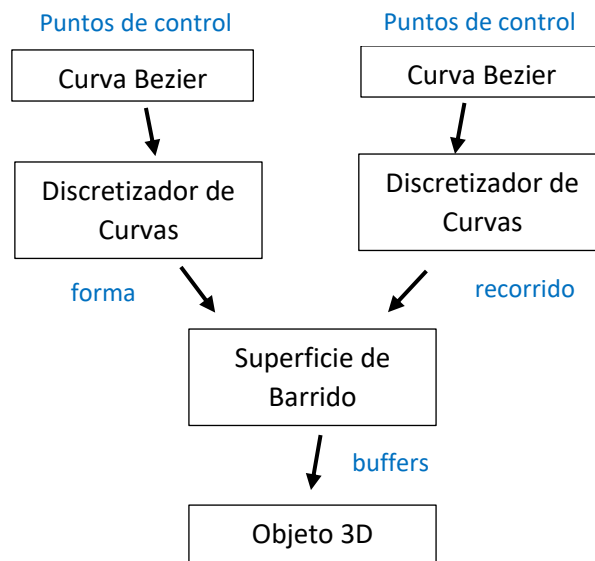 Puntos de control
Puntos de control
Curva Bezier
Curva Bezier
Discretizador de
Curvas
Discretizador de
Curvas
forma
recorrido
Superficie de
Barrido
buffers
Objeto 3D